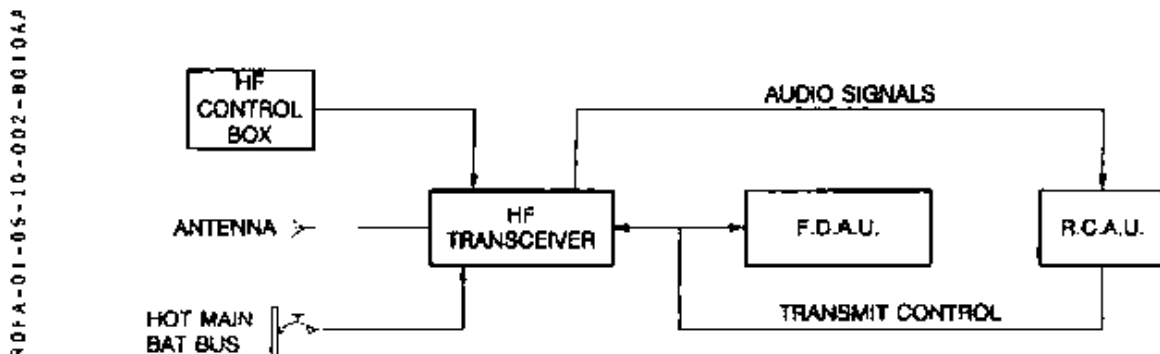 HF
CONTROL
BOX
AUDIO SIGNALS
ANTENNA
HF
TRANSCEIVER
F.D.A.U.
R.C.A.U.
TRANSMIT CONTROL
HOT MAIN
BAT BUS